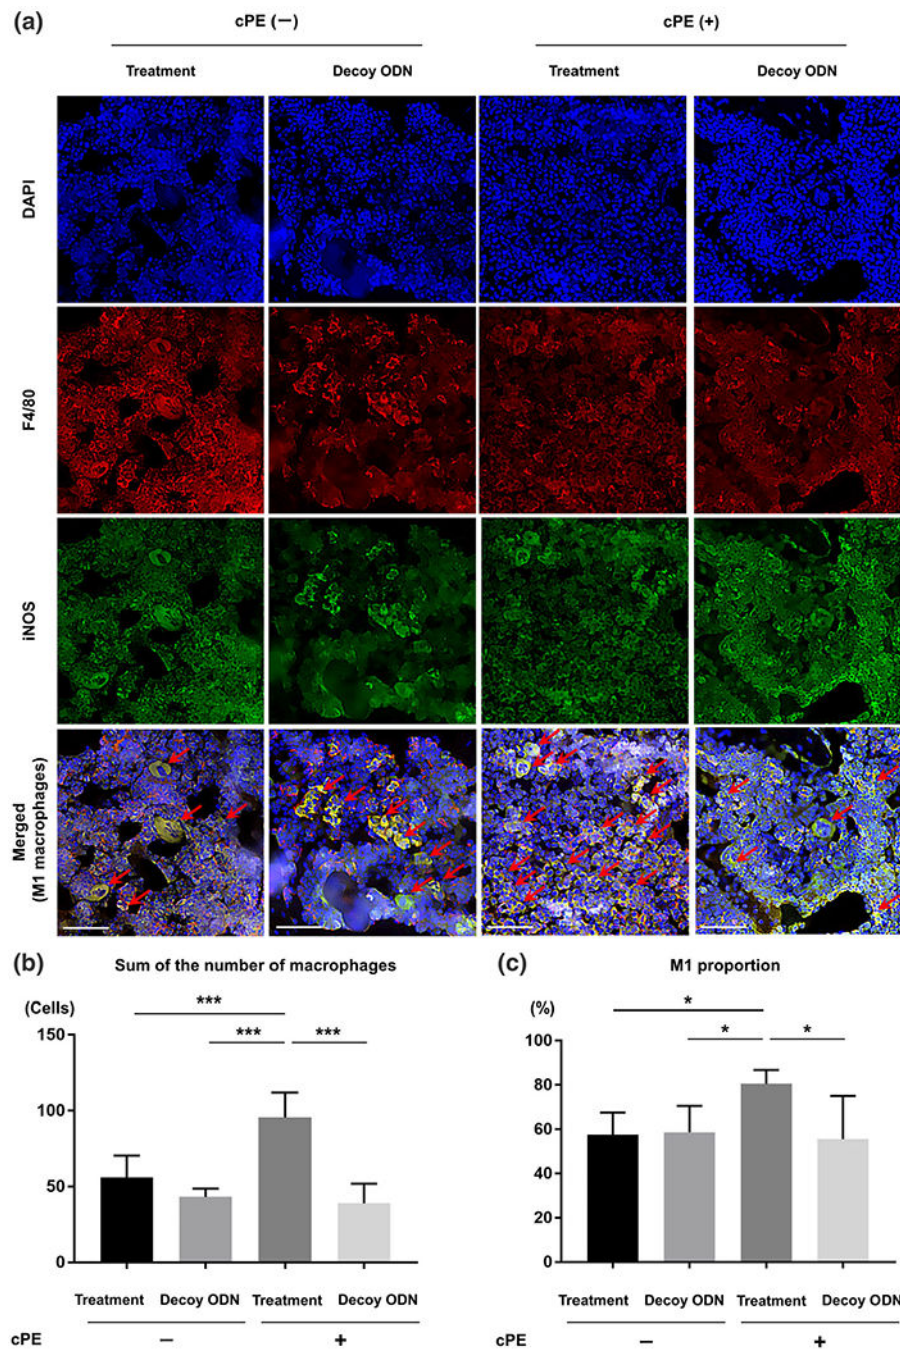 (a)
cPE (—) cPE (+)
Treatment Decoy ODN Treatment Decoy ODN
DAPI
F4/80
iNOS
Merged
(M1 macrophages)
(b) Sum of the number of macrophages
(Cells)
150
100
50
0
***
*** ***
Treatment Decoy ODN Treatment Decoy ODN
cPE — +
(c) M1 proportion
(%)
100
80
60
40
20
0
*
* *
Treatment Decoy ODN Treatment Decoy ODN
cPE — +